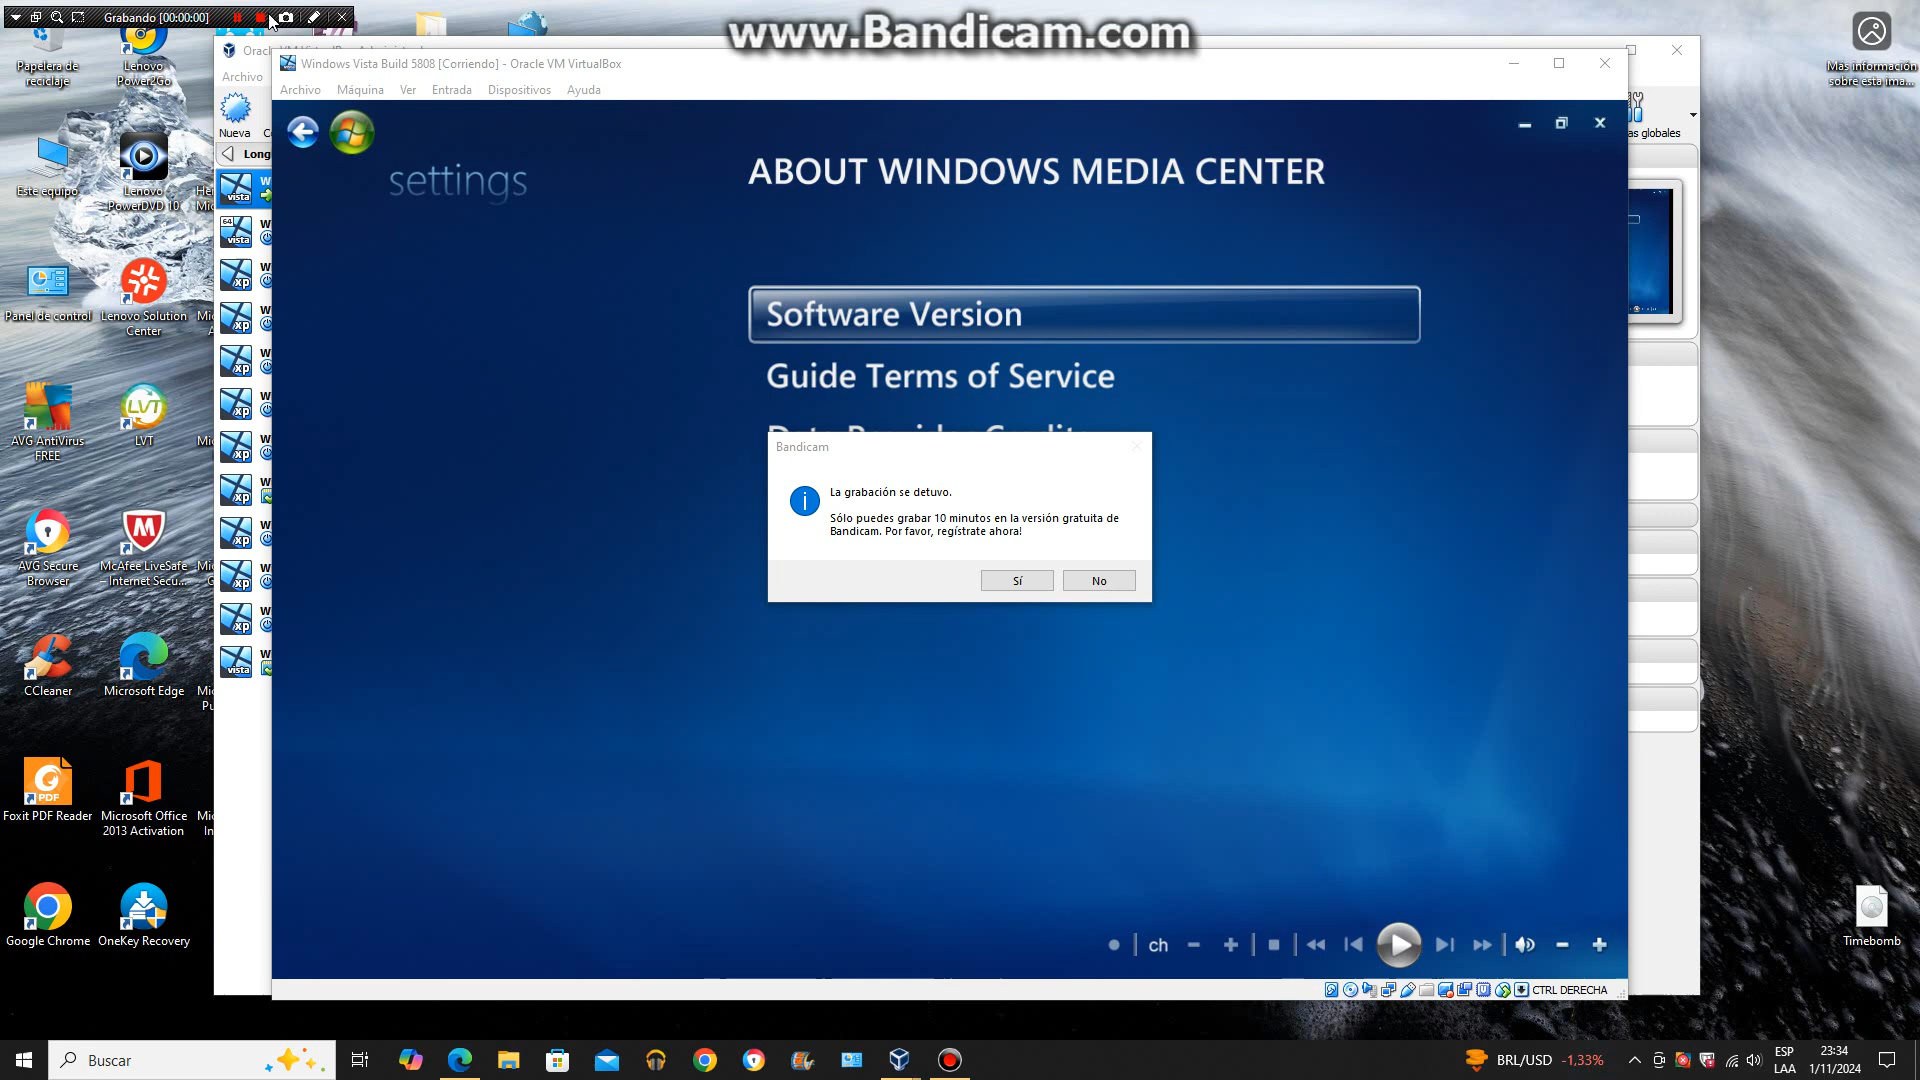 Grabando [00:00:00]
www.Bandicam.com
Papelera de
reciclaje
Lenovo
Power2Go
Más información
sobre esta ima...
Windows Vista Build 5808 [Corriendo] - Oracle VM VirtualBox
Archivo
Archivo Máquina Ver Entrada Dispositivos Ayuda
Nueva
as globales
Long
settings
ABOUT WINDOWS MEDIA CENTER
Software Version
Guide Terms of Service
Bandicam
La grabación se detuvo.
Sólo puedes grabar 10 minutos en la versión gratuita de
Bandicam. Por favor, regístrate ahora!
Sí
No
Este equipo
Lenovo
PowerDVD 10
Panel de control
Lenovo Solution
Center
AVG AntiVirus
FREE
LVT
AVG Secure
Browser
McAfee LiveSafe
– Internet Secu...
CCleaner
Microsoft Edge
Foxit PDF Reader
Microsoft Office
2013 Activation
Google Chrome
OneKey Recovery
Timebomb
ch
CTRL DERECHA
Buscar
BRL/USD -1,33%
ESP
LAA
23:34
1/11/2024